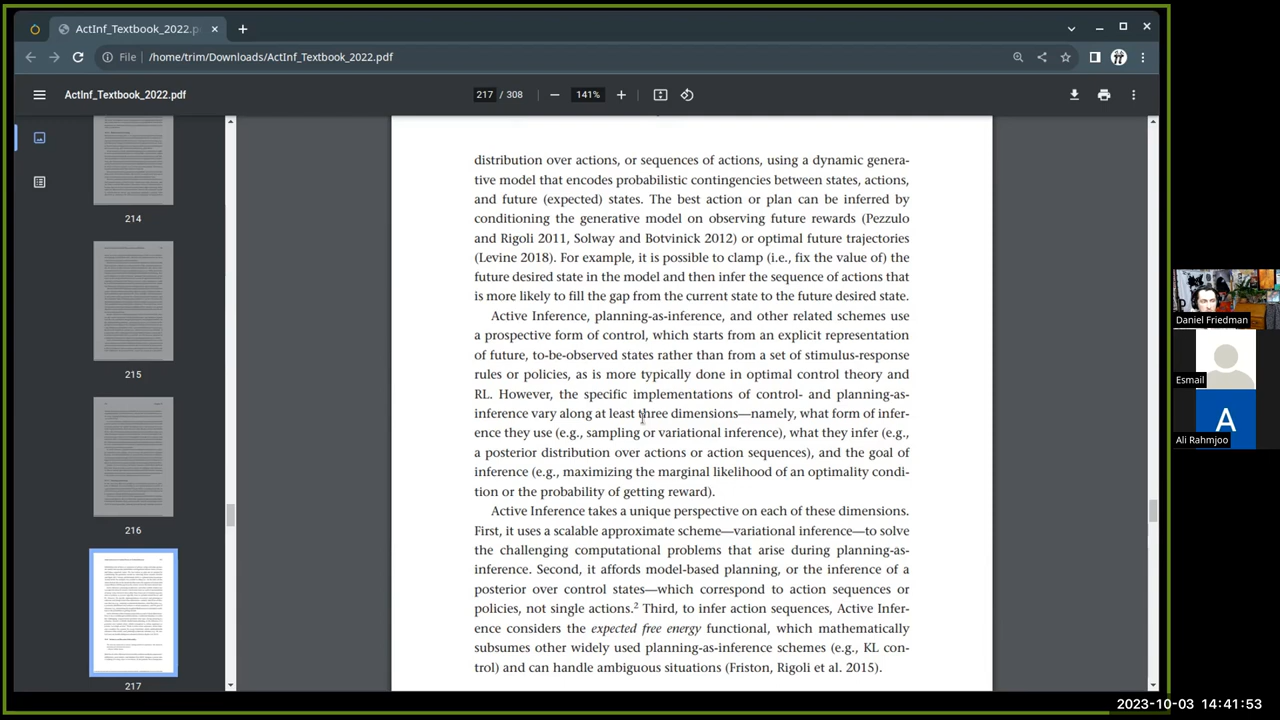 ActInf_Textbook_2022.p
File
/home/trim/Downloads/ActInf_Textbook_2022.pdf
ActInf_Textbook_2022.pdf
217 / 308
141%
214
215
216
217
distribution over actions, or sequences of actions, using a dynamic genera-
tive model that encodes probabilistic contingencies between states, actions,
and future (expected) states. The best action or plan can be inferred by
conditioning the generative model on observing future rewards (Pezzulo
and Rigoli 2011, Solway and Botvinick 2012) or optimal future trajectories
(Levine 2018). For example, it is possible to clamp (i.e., fix the value of) the
future desired state in the model and then infer the sequence of actions that
is more likely to fill the gap from the current state to the future desired state.
Active Inference, planning-as-inference, and other related schemes use
a prospective form of control, which starts from an explicit representation
of future, to-be-observed states rather than from a set of stimulus-response
rules or policies, as is more typically done in optimal control theory and
RL. However, the specific implementations of control- and planning-as-
inference vary along at least three dimensions—namely, what form of infer-
ence they use (e.g., sampling or variational inference), what they infer (e.g.,
a posterior distribution over actions or action sequences), and the goal of
inference (e.g., maximizing the marginal likelihood of an optimality condi-
tion or the probability of getting reward).
Active Inference takes a unique perspective on each of these dimensions.
First, it uses a scalable approximate scheme—variational inference—to solve
the challenging computational problems that arise during planning-as-
inference. Second, it affords model-based planning, or the inference of a
posterior over control states—which correspond to action sequences or
policies, not single actions.2 Third, to infer action sequences, Active Infer-
ence considers the expected free energy functional, which mathematically
subsumes other widely used planning-as-inference schemes (e.g., KL con-
trol) and can handle ambiguous situations (Friston, Rigoli et al. 2015).
Daniel Friedman
Esmail
A
Ali Rahmjoo
2023-10-03 14:41:53